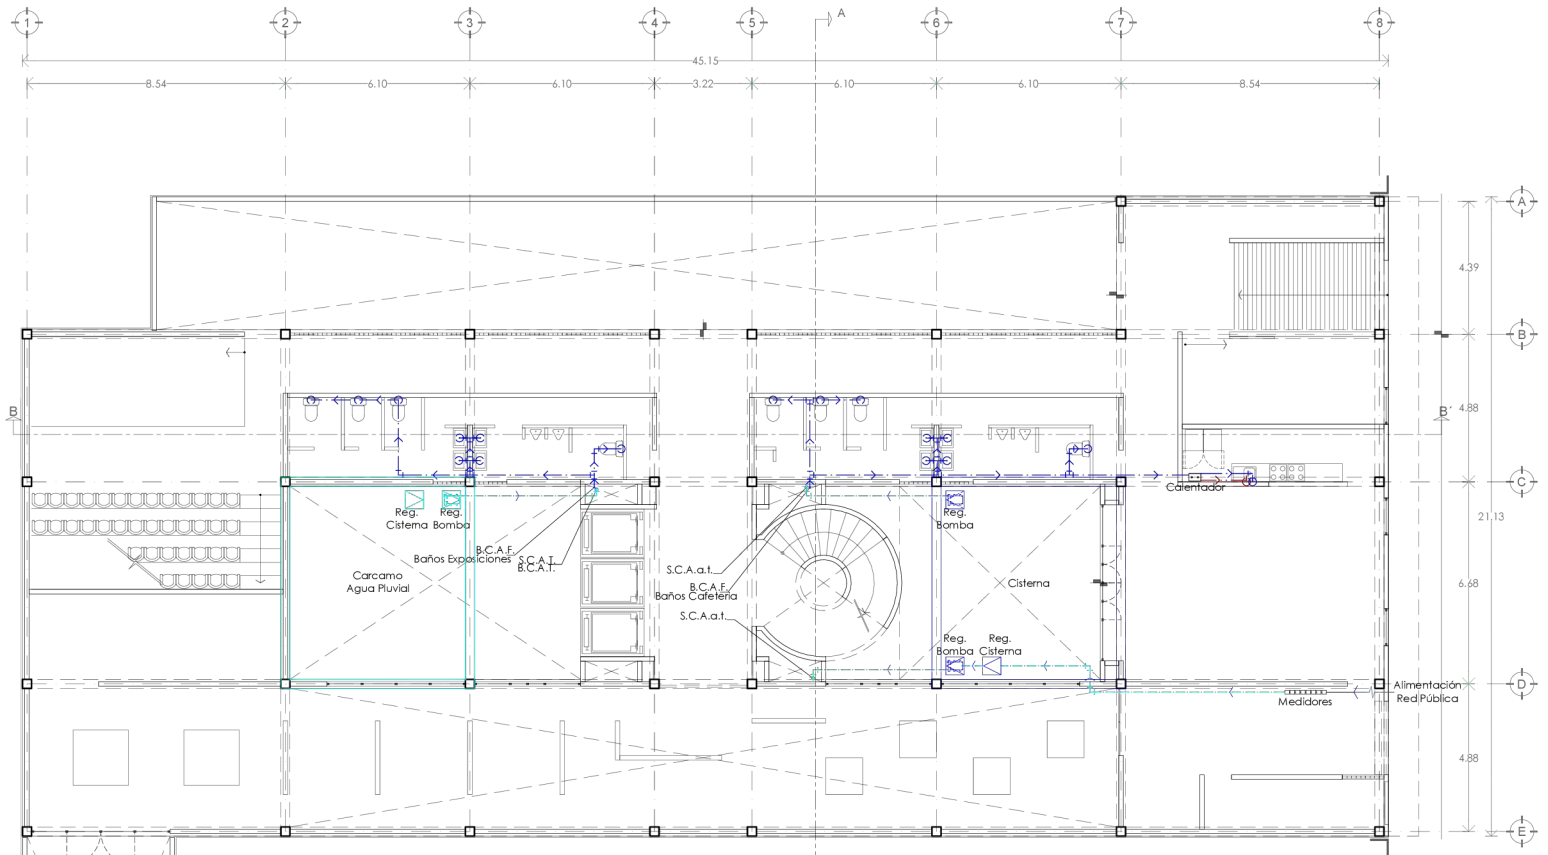 1
2
3
4
5
6
7
8
A
45.15
8.54
6.10
6.10
3.22
6.10
6.10
8.54
A
4.39
B
B
B´
4.88
C
Calentador
Reg.
Cisterna
Reg.
Bomba
Reg.
Bomba
21.13
B.C.A.F.
Baños Exposiciones
S.C.A.T.
B.C.A.T.
Carcamo
Agua Pluvial
S.C.A.a.t.
B.C.A.F.
Baños Cafetería
S.C.A.a.t.
Cisterna
6.68
Reg.
Bomba
Reg.
Cisterna
D
Alimentación
Red Pública
Medidores
4.88
E